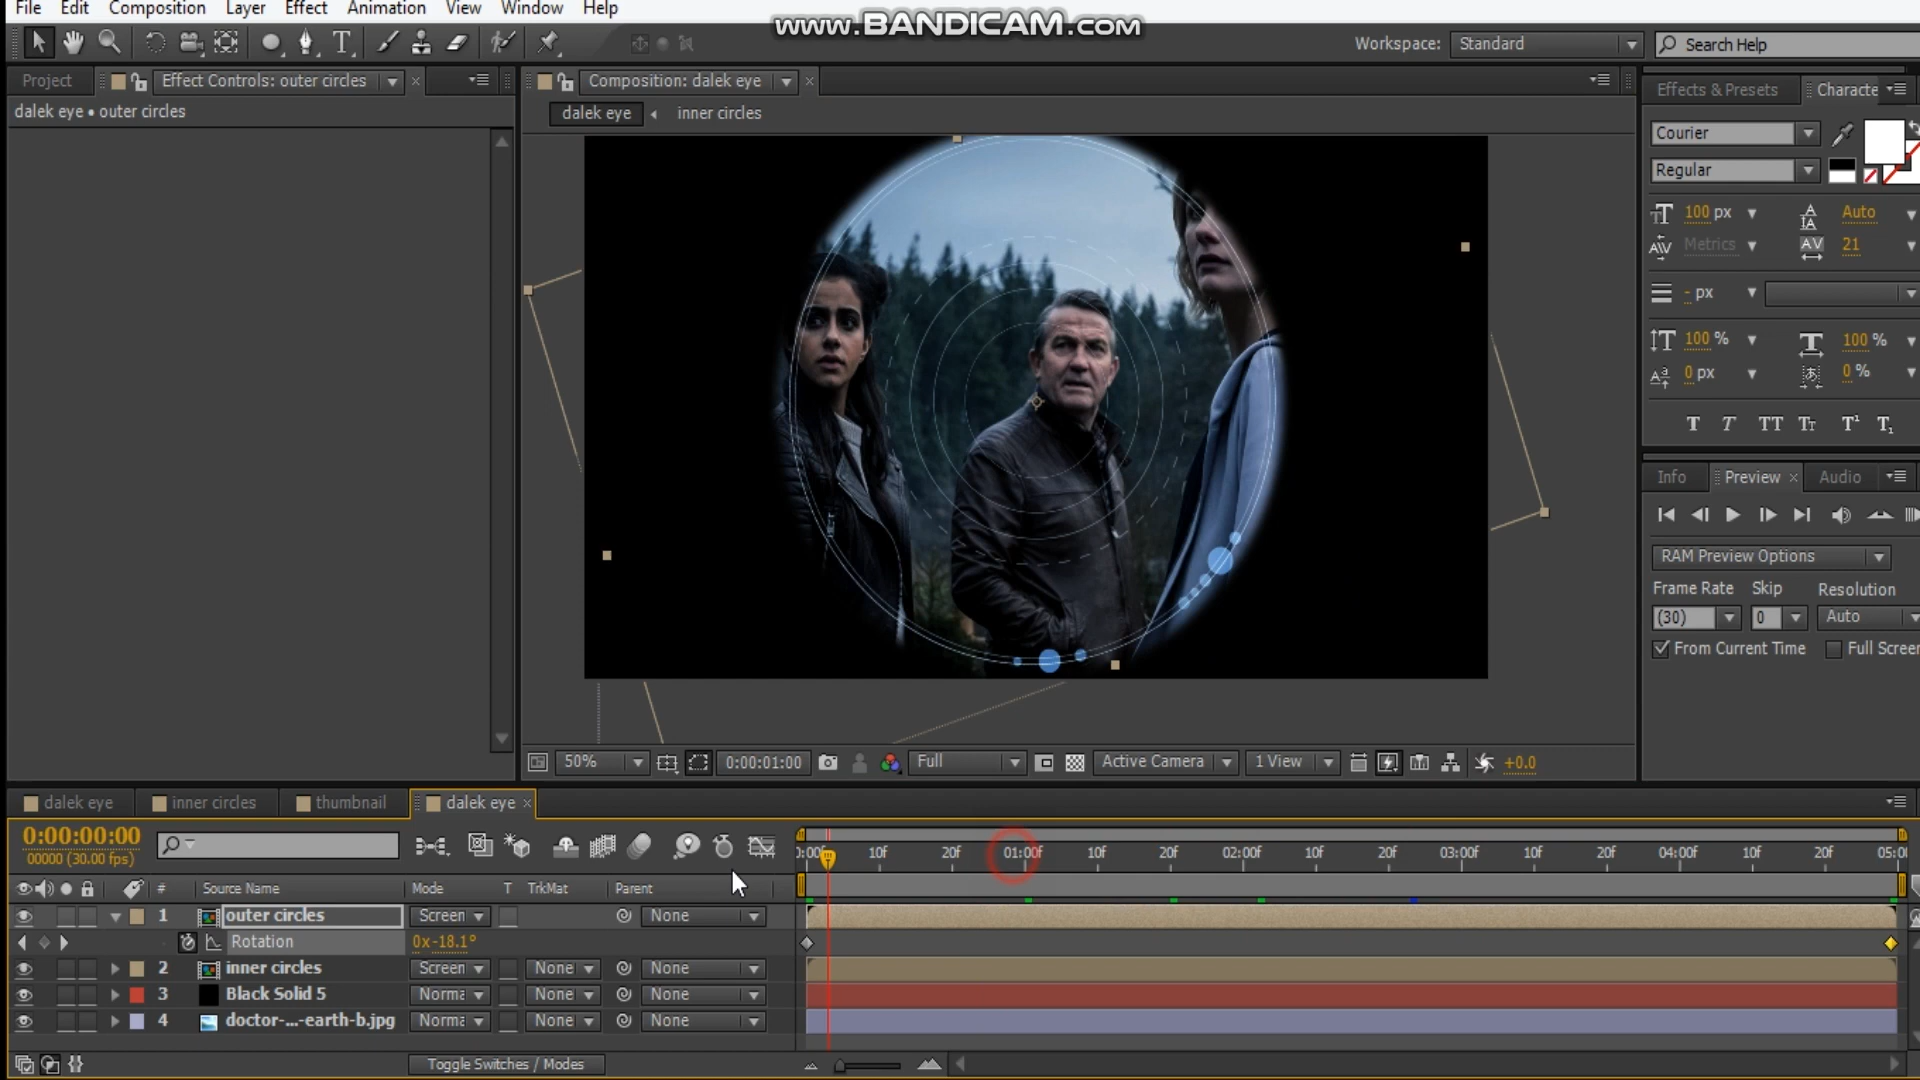 File Edit Composition Layer Effect Animation View Window Help
www.BANDICAM.com
Workspace: Standard Search Help
Project Effect Controls: outer circles
Composition: dalek eye
Effects & Presets Characte
dalek eye • outer circles
dalek eye inner circles
Courier
Regular
100 px Auto
Metrics 21
- px
100 % 100 %
0 px 0 %
T T TT Tt T¹ T₁
Info Preview Audio
RAM Preview Options
Frame Rate Skip Resolution
(30) 0 Auto
From Current Time Full Screen
50% 0:00:01:00 Full Active Camera 1 View +0.0
dalek eye inner circles thumbnail dalek eye
0:00:00:00
00000 (30.00 fps)
0:00f 10f 20f 01:00f 10f 20f 02:00f 10f 20f 03:00f 10f 20f 04:00f 10f 20f 05:0
# Source Name Mode T TrkMat Parent
1 outer circles Screen None
Rotation 0x-18.1°
2 inner circles Screen None None
3 Black Solid 5 Norma None None
4 doctor-...-earth-b.jpg Norma None None
Toggle Switches / Modes